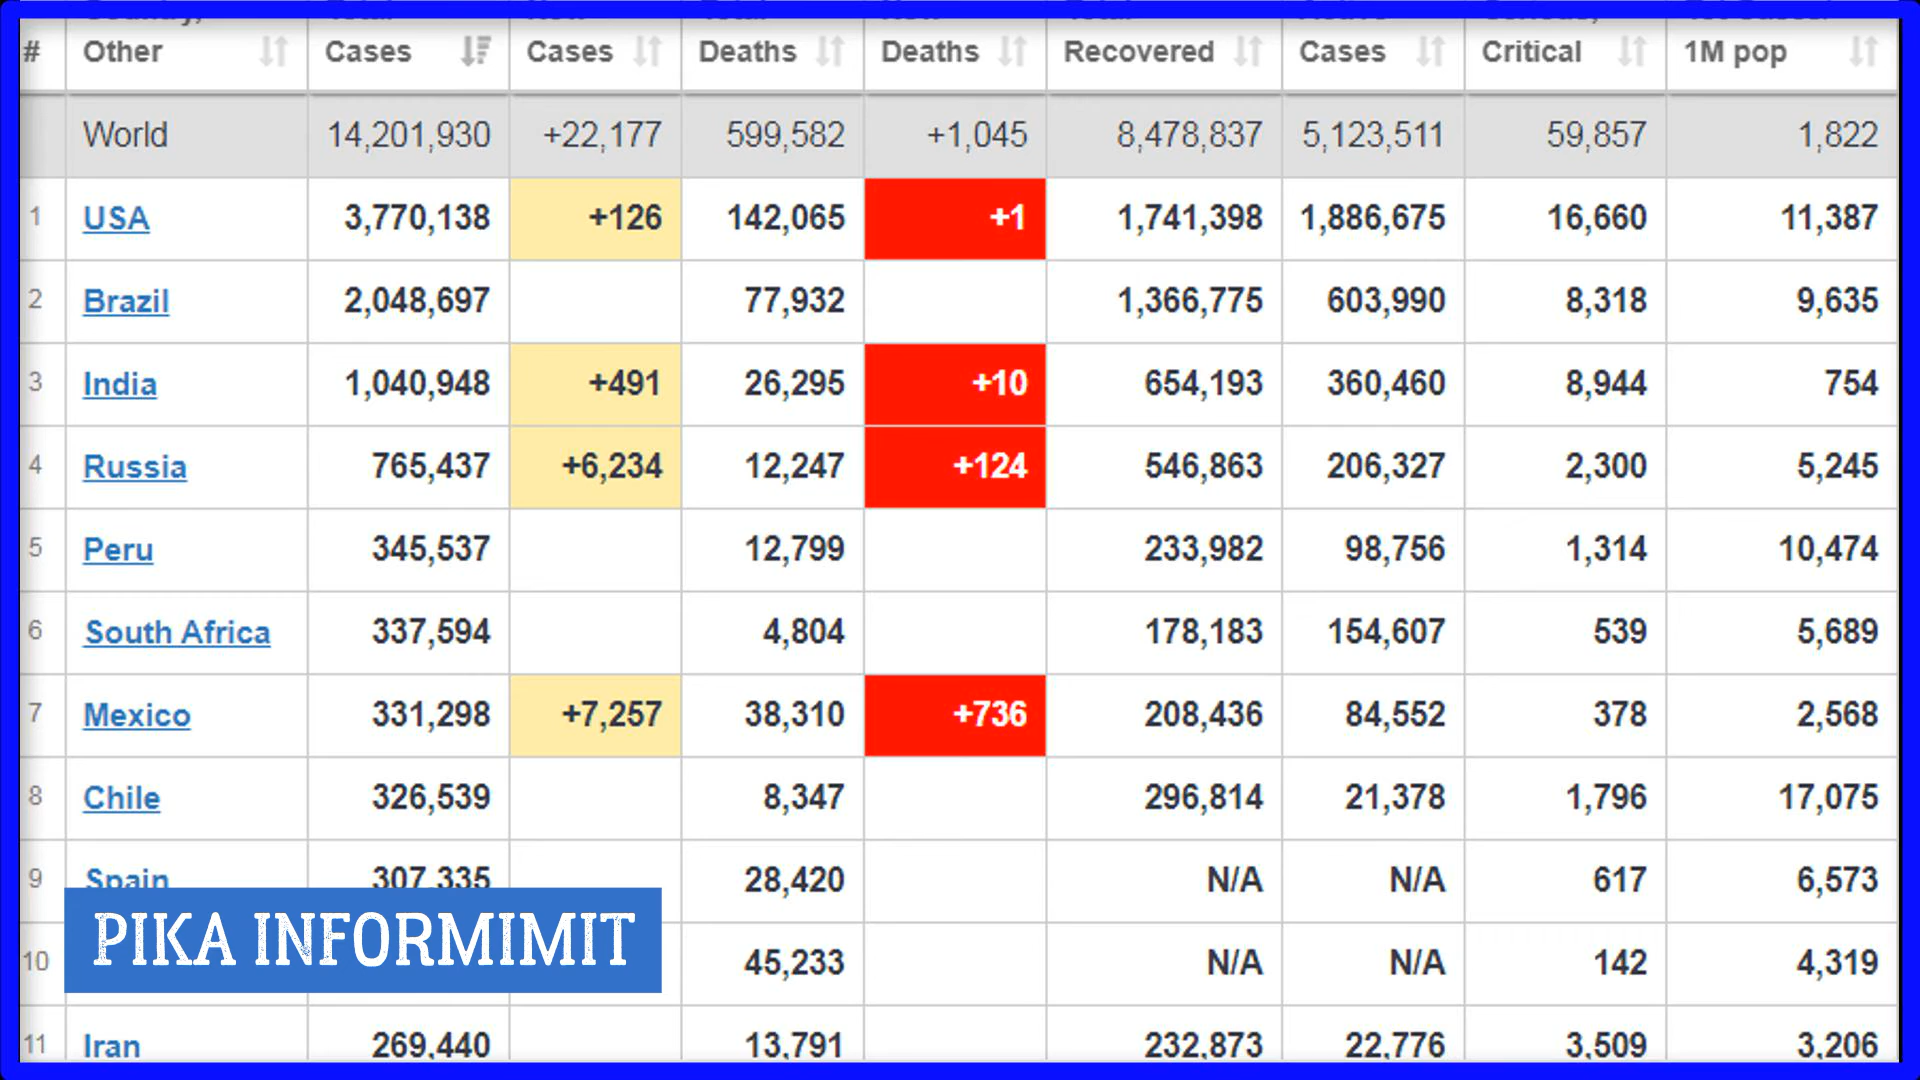 # Other Cases Cases Deaths Deaths Recovered Cases Critical 1M pop
World 14,201,930 +22,177 599,582 +1,045 8,478,837 5,123,511 59,857 1,822
1 USA 3,770,138 +126 142,065 +1 1,741,398 1,886,675 16,660 11,387
2 Brazil 2,048,697 77,932 1,366,775 603,990 8,318 9,635
3 India 1,040,948 +491 26,295 +10 654,193 360,460 8,944 754
4 Russia 765,437 +6,234 12,247 +124 546,863 206,327 2,300 5,245
5 Peru 345,537 12,799 233,982 98,756 1,314 10,474
6 South Africa 337,594 4,804 178,183 154,607 539 5,689
7 Mexico 331,298 +7,257 38,310 +736 208,436 84,552 378 2,568
8 Chile 326,539 8,347 296,814 21,378 1,796 17,075
9 Spain 307,335 28,420 N/A N/A 617 6,573
10 45,233 N/A N/A 142 4,319
PIKA INFORMIMIT
11 Iran 269,440 13,791 232,873 22,776 3,509 3,206